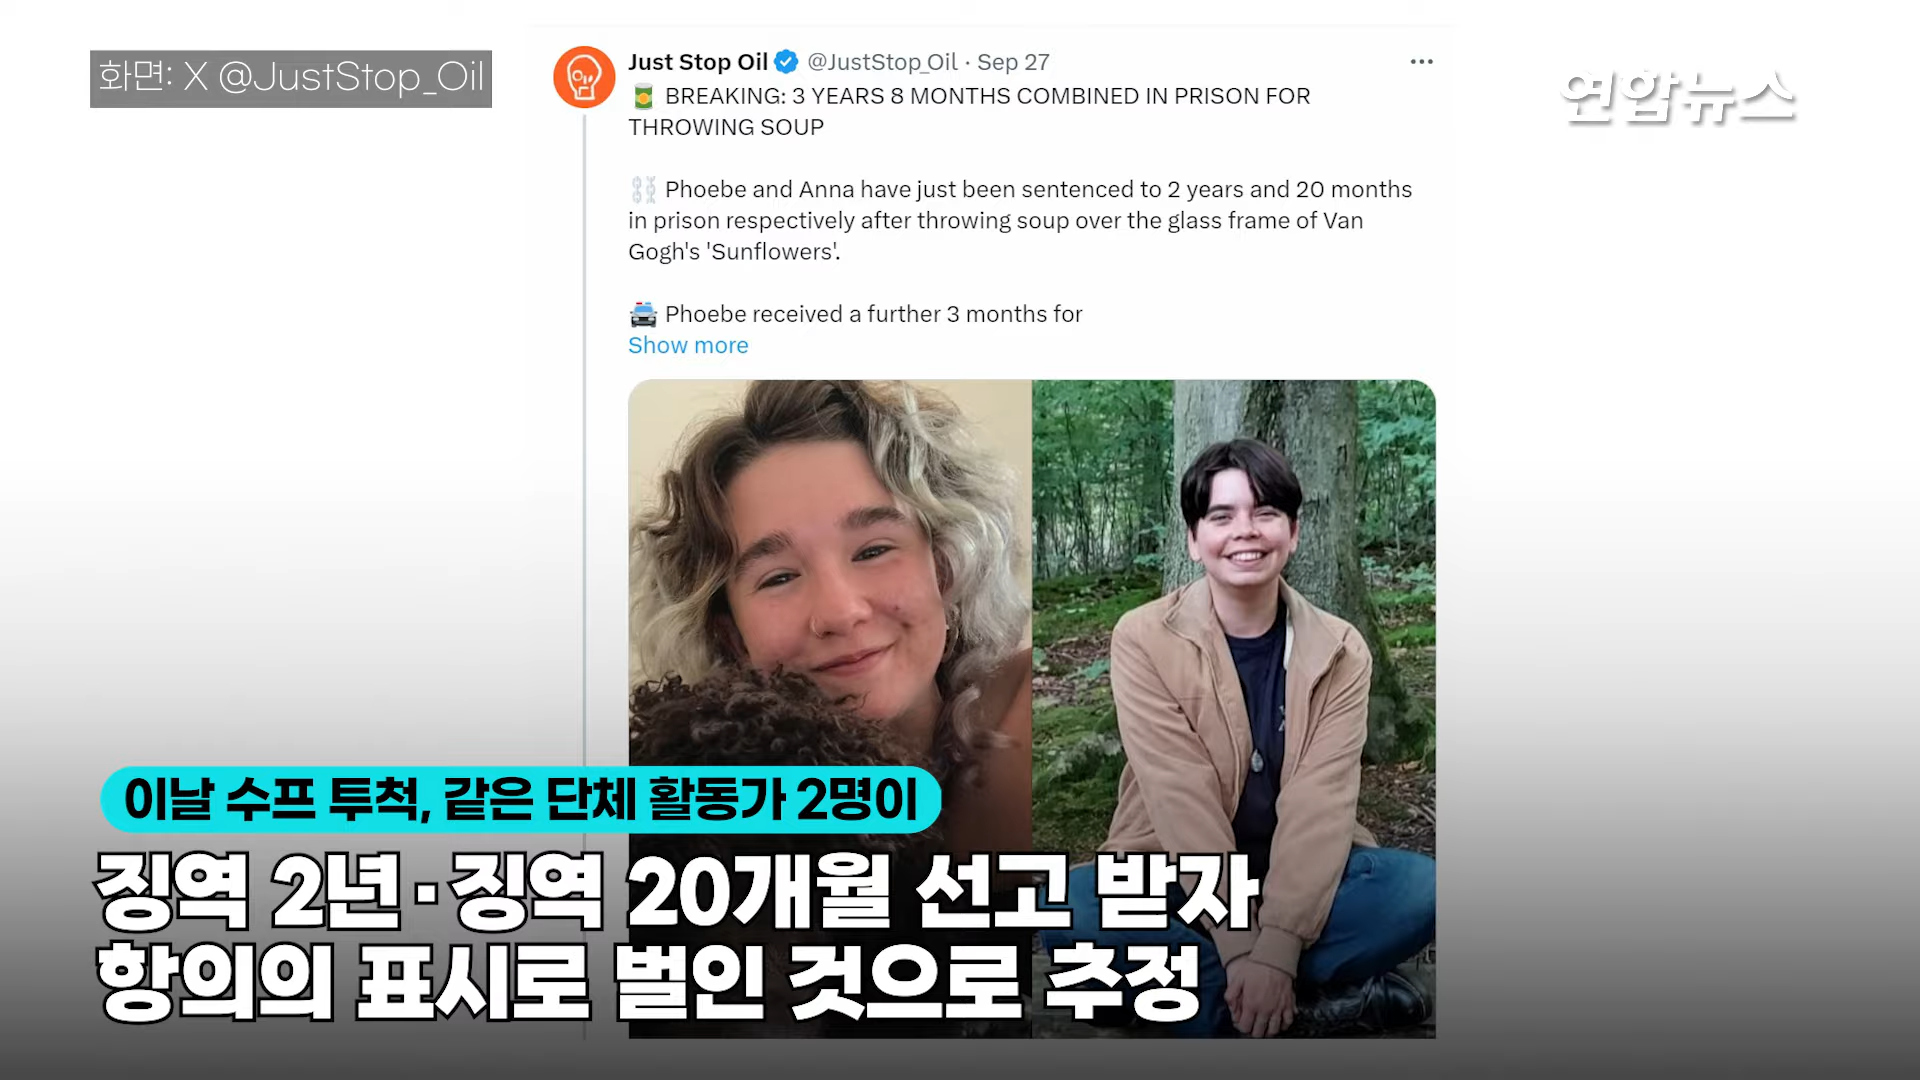 화면: X @JustStop_Oil
연합뉴스
Just Stop Oil @JustStop_Oil · Sep 27
BREAKING: 3 YEARS 8 MONTHS COMBINED IN PRISON FOR
THROWING SOUP
Phoebe and Anna have just been sentenced to 2 years and 20 months
in prison respectively after throwing soup over the glass frame of Van
Gogh's 'Sunflowers'.
Phoebe received a further 3 months for
Show more
이날 수프 투척, 같은 단체 활동가 2명이
징역 2년·징역 20개월 선고 받자
항의의 표시로 벌인 것으로 추정